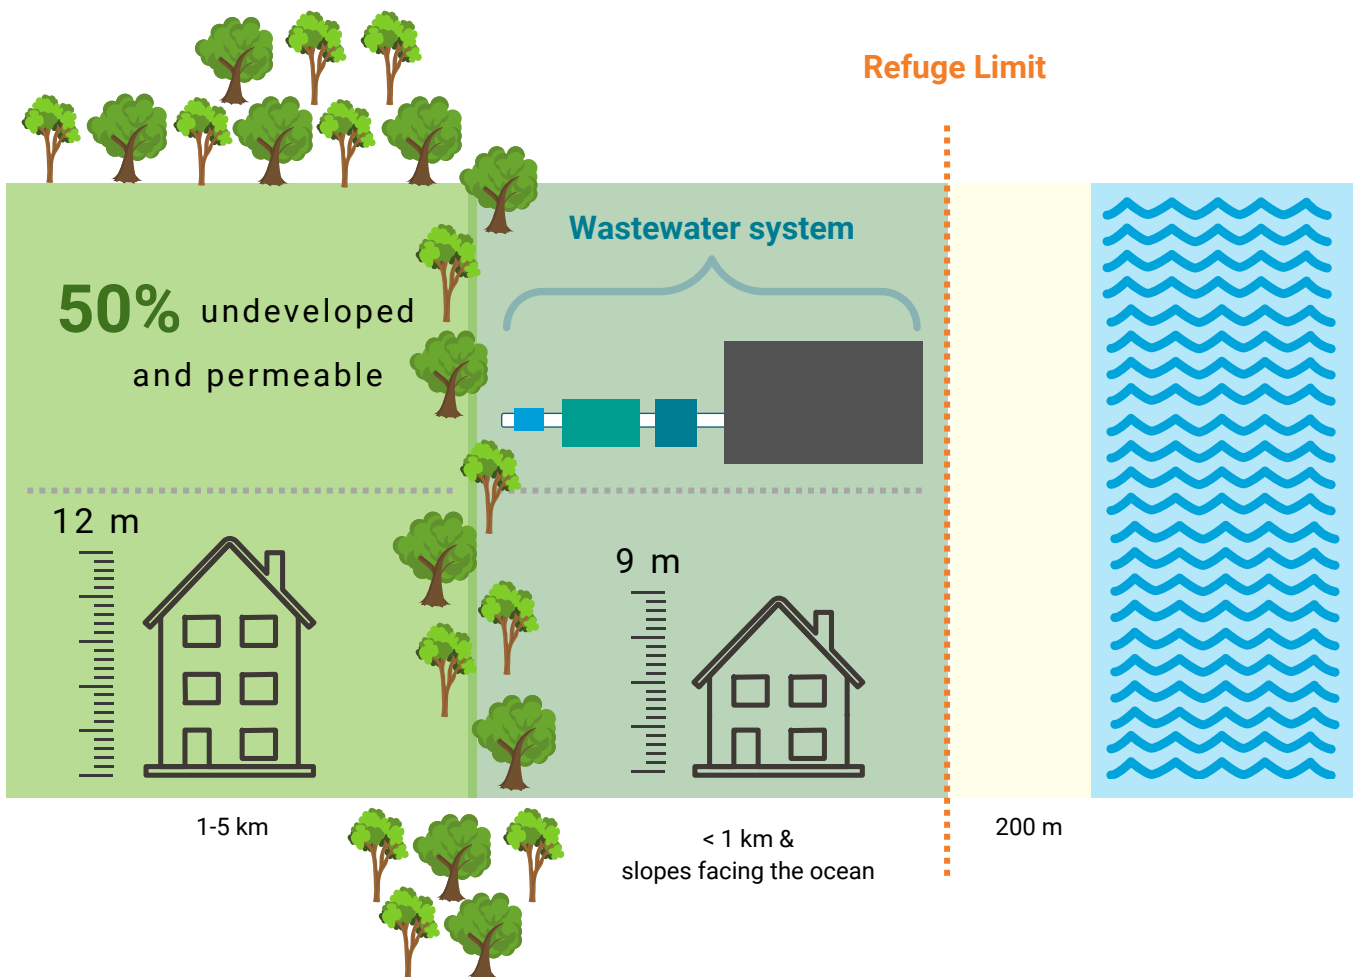 Refuge Limit
Wastewater system
50% undeveloped
and permeable
12 m
9 m
1-5 km
< 1 km &
slopes facing the ocean
200 m